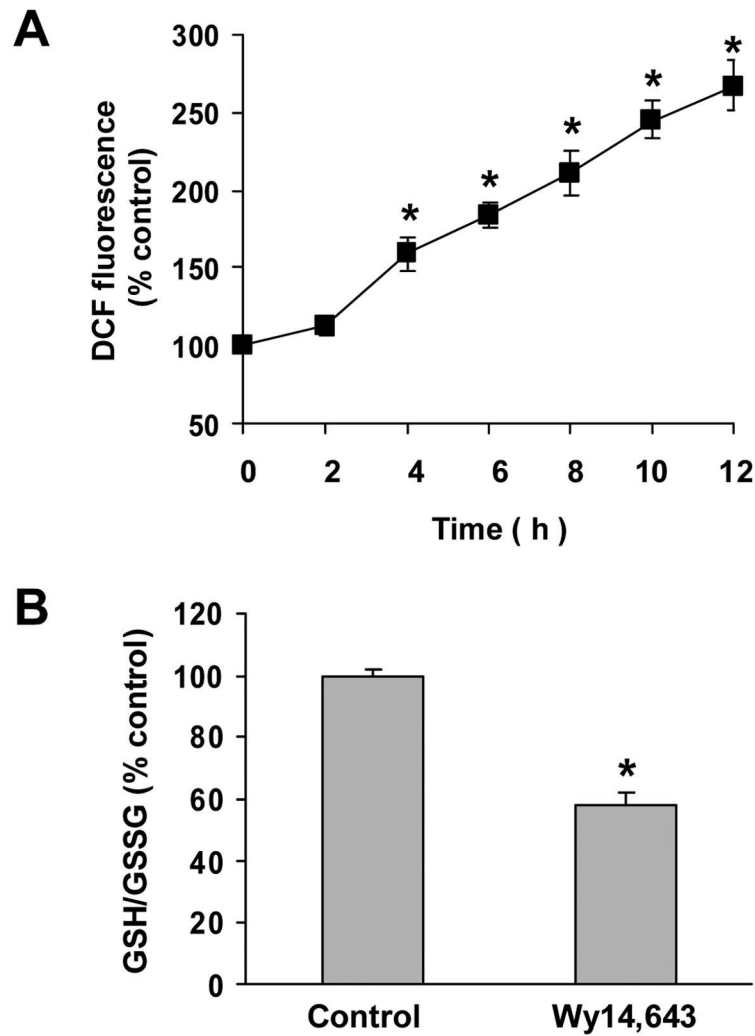 A
DCF fluorescence
(% control)
300
250
200
150
100
50
* * * * *
0 2 4 6 8 10 12
Time ( h )
B
GSH/GSSG (% control)
120
100
80
60
40
20
0
*
Control Wy14,643